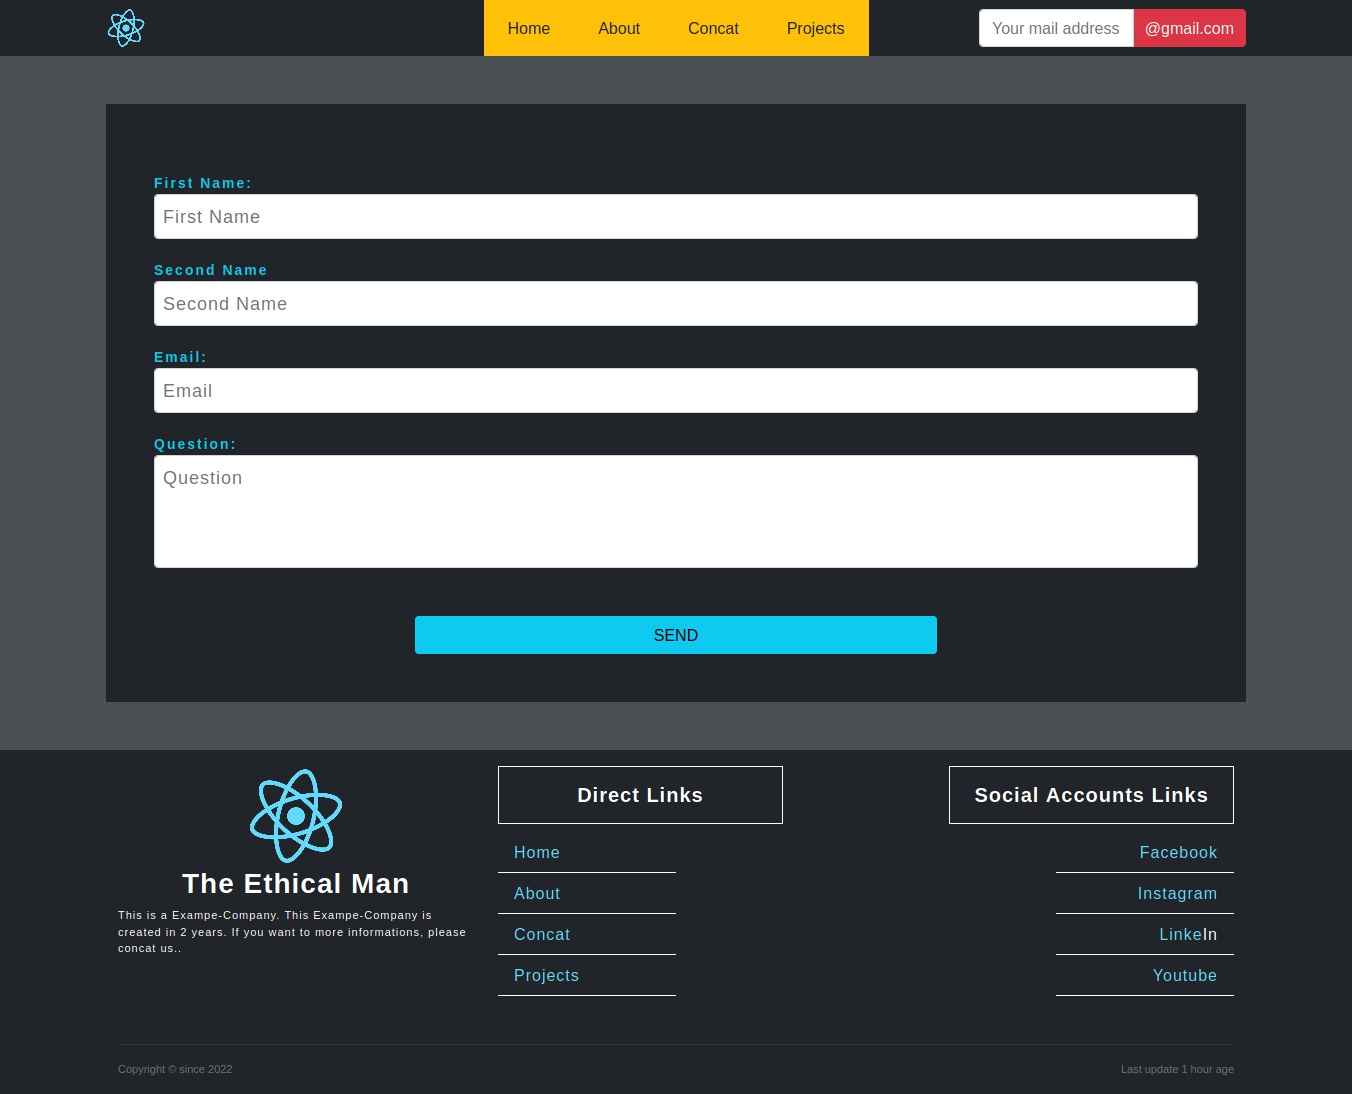 Home About Concat Projects Your mail address @gmail.com
First Name:
First Name
Second Name
Second Name
Email:
Email
Question:
Question
SEND
The Ethical Man
This is a Exampe-Company. This Exampe-Company is
created in 2 years. If you want to more informations, please
concat us..
Direct Links
Home
About
Concat
Projects
Social Accounts Links
Facebook
Instagram
LinkeIn
Youtube
Copyright © since 2022
Last update 1 hour age